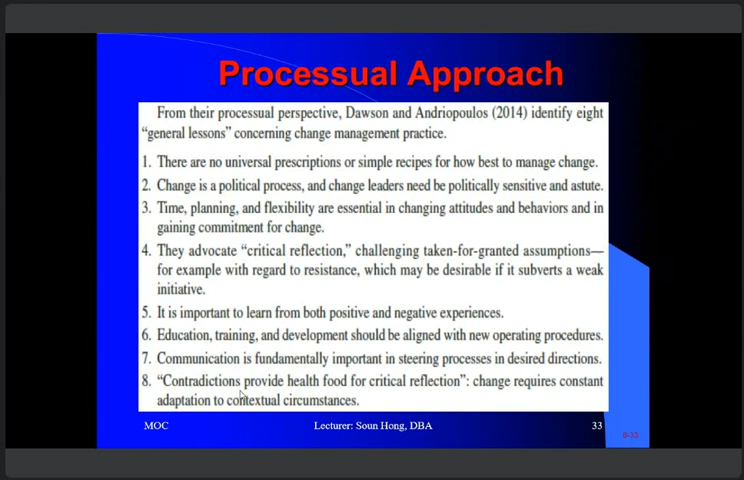 Processual Approach
From their processual perspective, Dawson and Andriopoulos (2014) identify eight
“general lessons” concerning change management practice.
1. There are no universal prescriptions or simple recipes for how best to manage change.
2. Change is a political process, and change leaders need be politically sensitive and astute.
3. Time, planning, and flexibility are essential in changing attitudes and behaviors and in
gaining commitment for change.
4. They advocate “critical reflection,” challenging taken-for-granted assumptions—
for example with regard to resistance, which may be desirable if it subverts a weak
initiative.
5. It is important to learn from both positive and negative experiences.
6. Education, training, and development should be aligned with new operating procedures.
7. Communication is fundamentally important in steering processes in desired directions.
8. “Contradictions provide health food for critical reflection”: change requires constant
adaptation to contextual circumstances.
MOC
Lecturer: Soun Hong, DBA
33